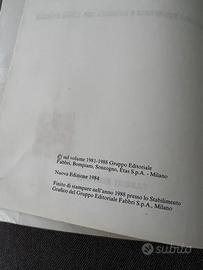 © sul volume 1981-1988 Gruppo Editoriale
Fabbri, Bompiani, Sonzogno, Etas S.p.A. - Milano
Nuova Edizione 1984
Finito di stampare nell'anno 1988 presso lo Stabilimento
Grafico del Gruppo Editoriale Fabbri S.p.A., Milano
subito